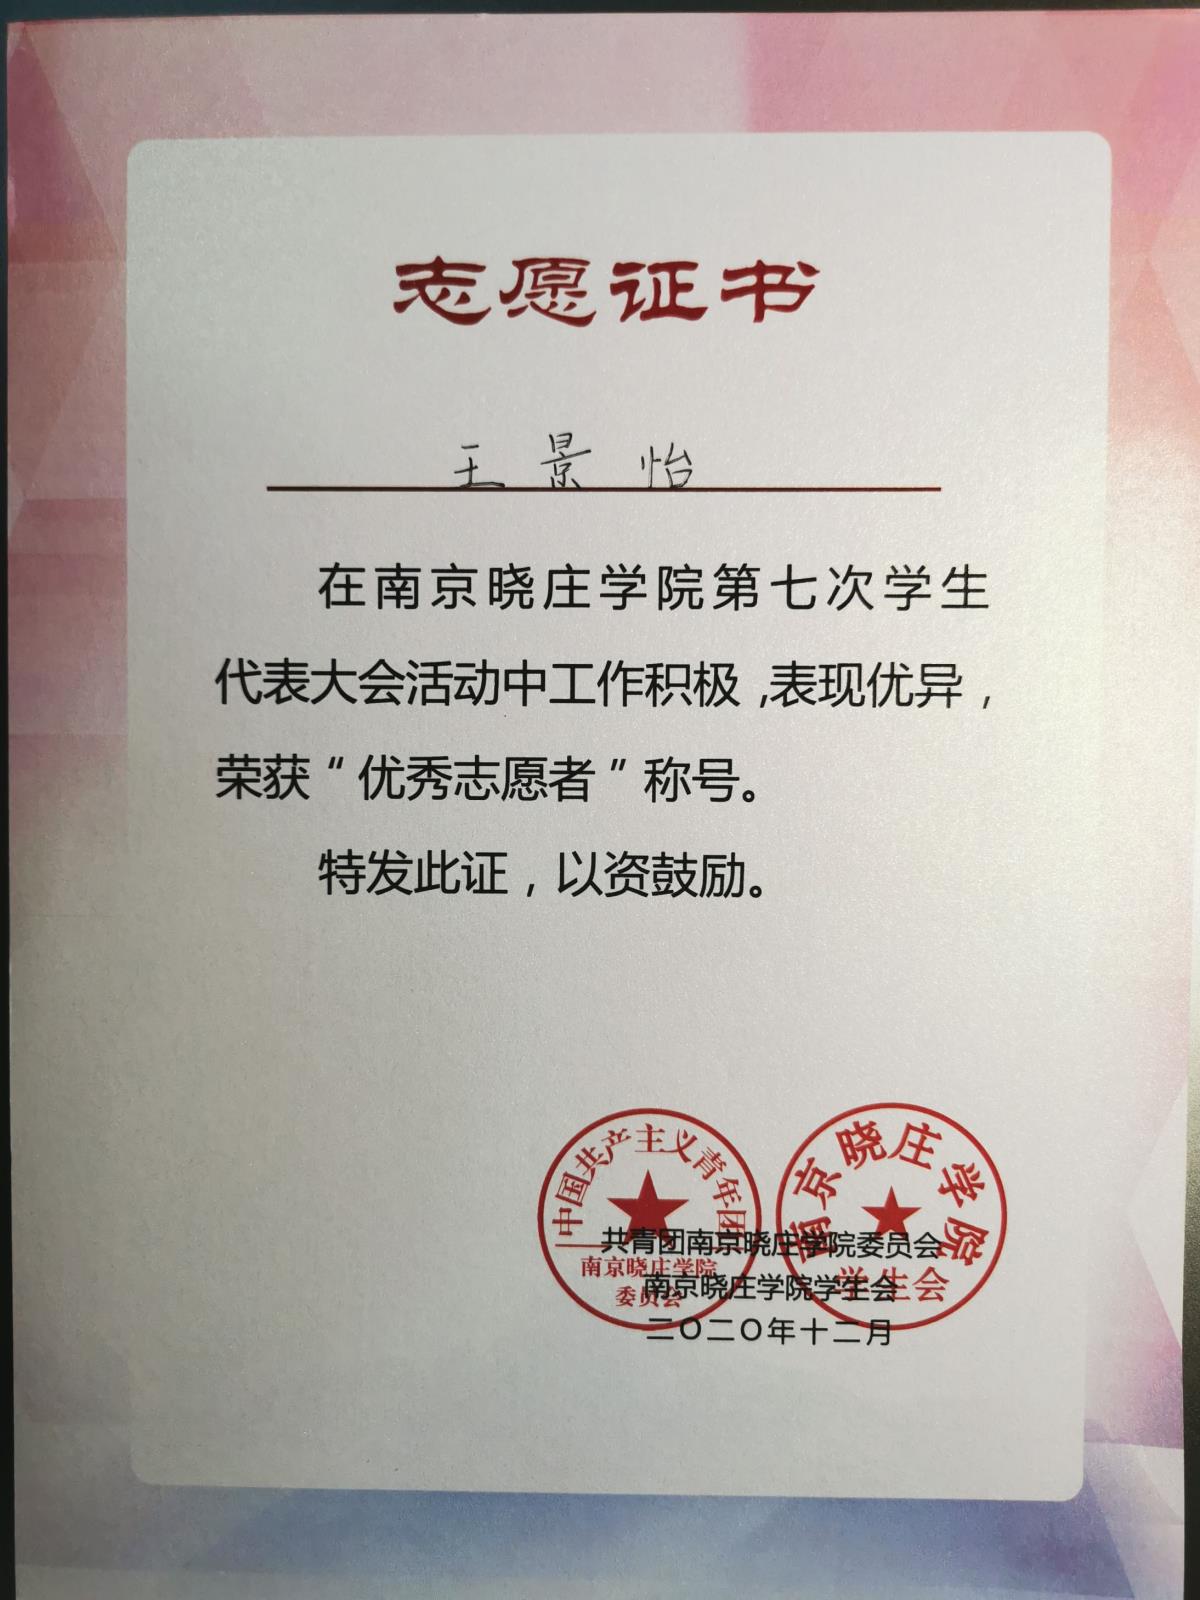 志愿证书
王景怡
在南京晓庄学院第七次学生
代表大会活动中工作积极,表现优异，
荣获“优秀志愿者”称号。
特发此证，以资鼓励。
中国共产主义青年团
南京晓庄学院
委员会
南京晓庄学院
学生会
共青团南京晓庄学院委员会
南京晓庄学院学生会
二〇二〇年十二月